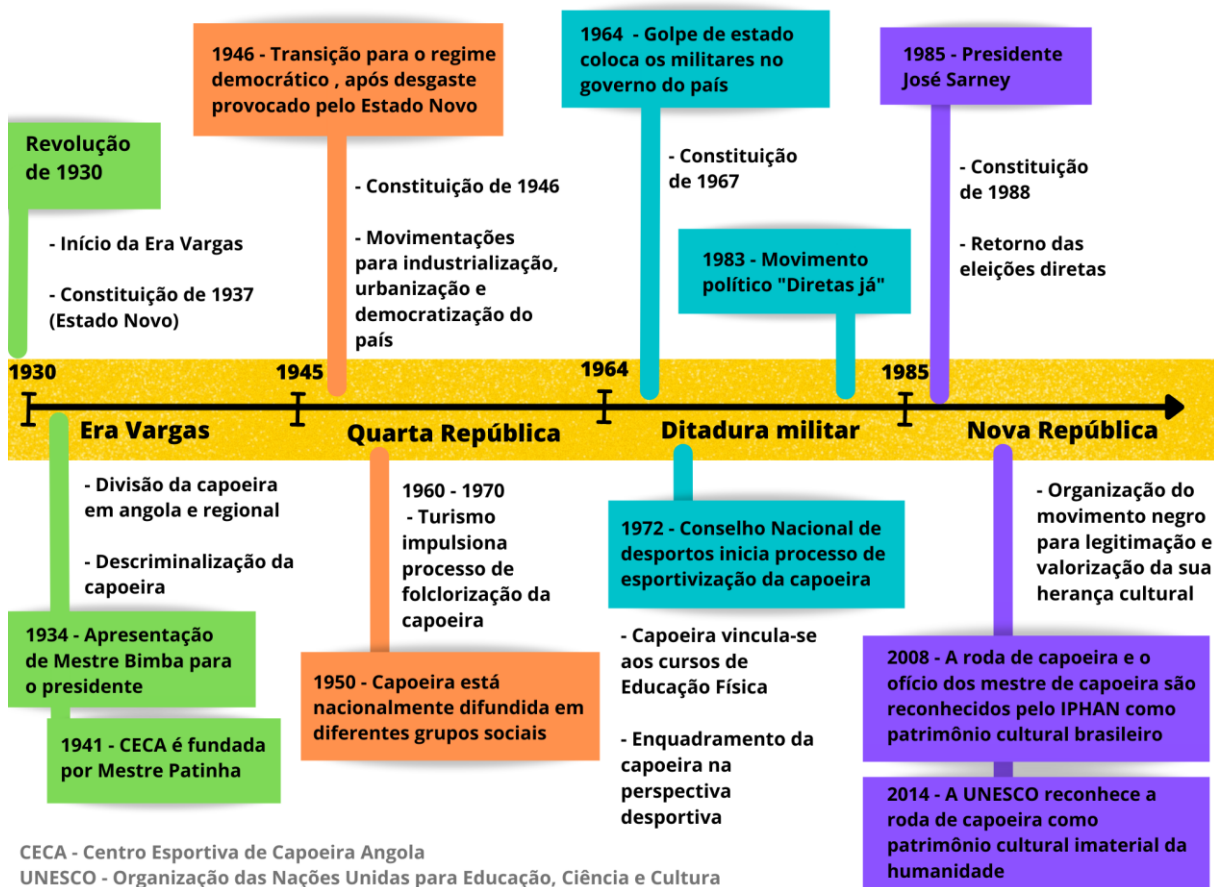 Revolução
de 1930
- Início da Era Vargas
- Constituição de 1937
(Estado Novo)
1946 - Transição para o regime
democrático , após desgaste
provocado pelo Estado Novo
- Constituição de 1946
- Movimentações
para industrialização,
urbanização e
democratização do
país
1964 - Golpe de estado
coloca os militares no
governo do país
- Constituição
de 1967
1983 - Movimento
político "Diretas já"
1985 - Presidente
José Sarney
- Constituição
de 1988
- Retorno das
eleições diretas
1930
1945
1964
1985
Era Vargas
Quarta República
Ditadura militar
Nova República
- Divisão da capoeira
em angola e regional
- Descriminalização da
capoeira
1934 - Apresentação
de Mestre Bimba para
o presidente
1941 - CECA é fundada
por Mestre Patinha
1960 - 1970
- Turismo
impulsiona
processo de
folclorização da
capoeira
1950 - Capoeira está
nacionalmente difundida em
diferentes grupos sociais
1972 - Conselho Nacional de
desportos inicia processo de
esportivização da capoeira
- Capoeira vincula-se
aos cursos de
Educação Física
- Enquadramento da
capoeira na
perspectiva
desportiva
- Organização do
movimento negro
para legitimação e
valorização da sua
herança cultural
2008 - A roda de capoeira e o
ofício dos mestre de capoeira são
reconhecidos pelo IPHAN como
patrimônio cultural brasileiro
2014 - A UNESCO reconhece a
roda de capoeira como
patrimônio cultural imaterial da
humanidade
CECA - Centro Esportiva de Capoeira Angola
UNESCO - Organização das Nações Unidas para Educação, Ciência e Cultura